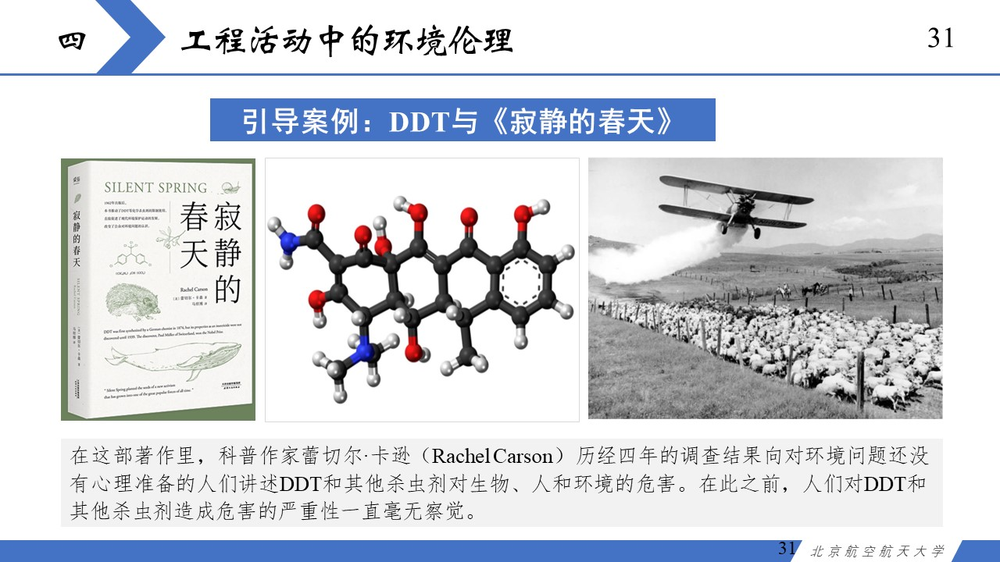 四
工程活动中的环境伦理
31
引导案例：DDT与《寂静的春天》
SILENT SPRING
寂静的
春天
Rachel Carson
寂静的春天
SILENT SPRING
DDT was first synthesized by a German chemist in 1874, but its properties as an insecticide were not
discovered until 1939. The discoverer, Paul Müller of Switzerland, won the Nobel Prize.
" Silent Spring planted the seeds of a new activism
that has grown into one of the great popular forces of all time. "
在这部著作里，科普作家蕾切尔·卡逊（Rachel Carson）历经四年的调查结果向对环境问题还没
有心理准备的人们讲述DDT和其他杀虫剂对生物、人和环境的危害。在此之前，人们对DDT和
其他杀虫剂造成危害的严重性一直毫无察觉。
31
北京航空航天大学